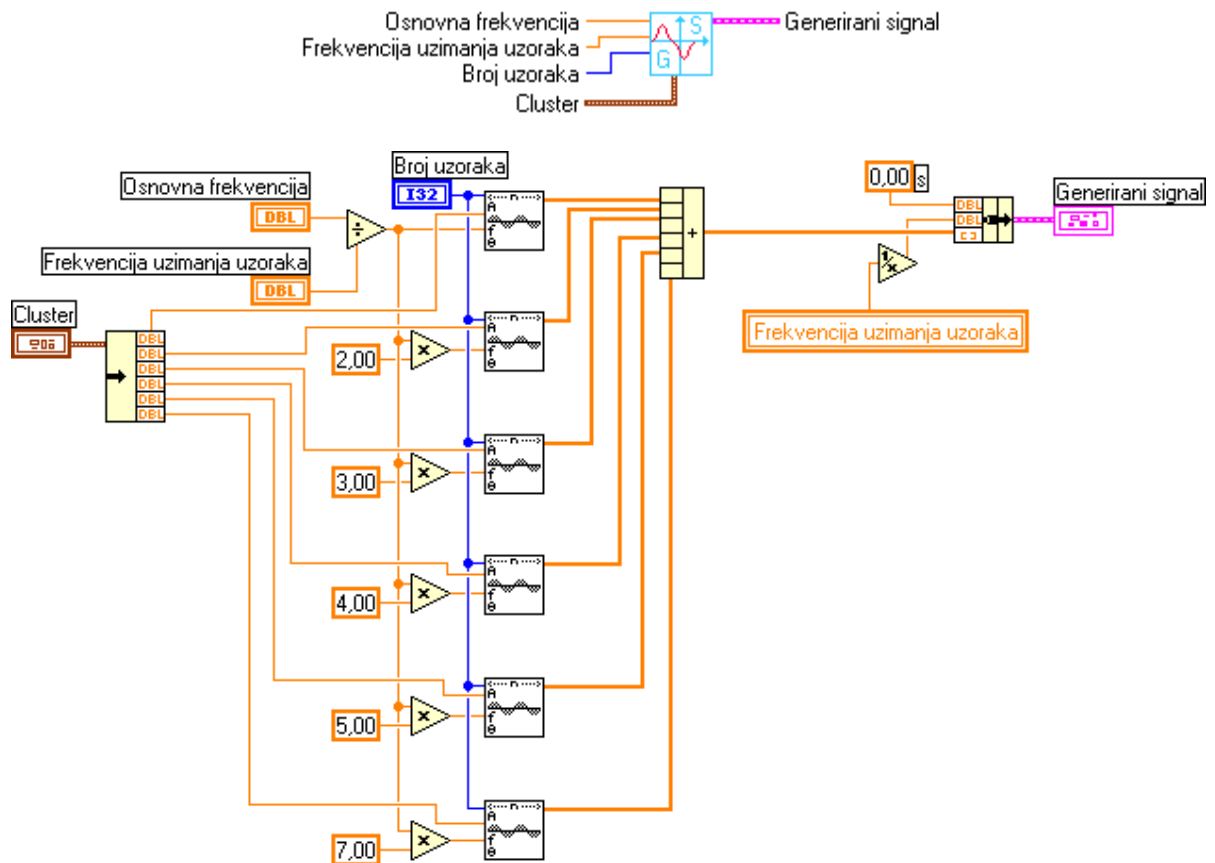 Osnovna frekvencija
Frekvencija uzimanja uzoraka
Broj uzoraka
Cluster
S
G
Generirani signal
Osnovna frekvencija
DBL
Frekvencija uzimanja uzoraka
DBL
Cluster
DBL
DBL
DBL
DBL
DBL
DBL
Broj uzoraka
I32
÷
n
A
f
θ
2,00
×
n
A
f
θ
3,00
×
n
A
f
θ
4,00
×
n
A
f
θ
5,00
×
n
A
f
θ
7,00
×
n
A
f
θ
+
0,00 s
DBL
DBL
1/x
Frekvencija uzimanja uzoraka
Generirani signal